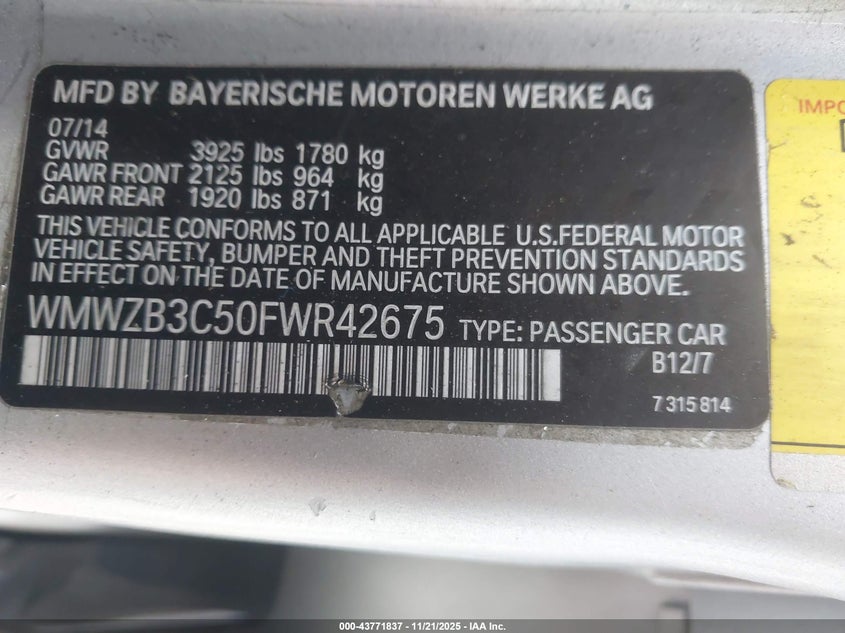 MFD BY BAYERISCHE MOTOREN WERKE AG
07/14
GVWR 3925 lbs 1780 kg
GAWR FRONT 2125 lbs 964 kg
GAWR REAR 1920 lbs 871 kg
THIS VEHICLE CONFORMS TO ALL APPLICABLE U.S.FEDERAL MOTOR
VEHICLE SAFETY, BUMPER AND THEFT PREVENTION STANDARDS
IN EFFECT ON THE DATE OF MANUFACTURE SHOWN ABOVE.
WMWZB3C50FWR42675 TYPE: PASSENGER CAR
B12/7
7 315 814
000-43771837 - 11/21/2025 - IAA Inc.